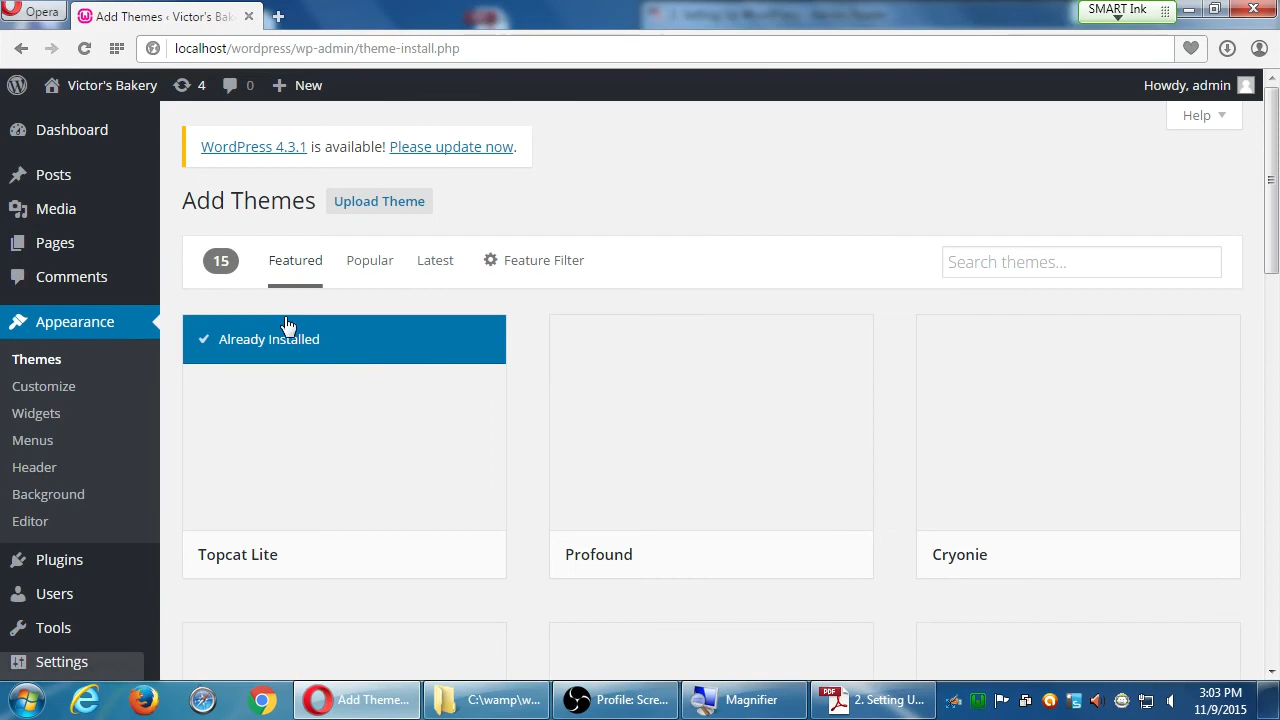 Opera
Add Themes ‹ Victor's Bak
SMART Ink
localhost/wordpress/wp-admin/theme-install.php
Victor's Bakery
4
0
New
Howdy, admin
Help
Dashboard
Posts
Media
Pages
Comments
Appearance
Themes
Customize
Widgets
Menus
Header
Background
Editor
Plugins
Users
Tools
Settings
WordPress 4.3.1 is available! Please update now.
Add Themes
Upload Theme
15
Featured
Popular
Latest
Feature Filter
Search themes...
Already Installed
Topcat Lite
Profound
Cryonie
Add Theme...
C:\wamp\w...
Profile: Scre...
Magnifier
PDF
2. Setting U...
3:03 PM
11/9/2015